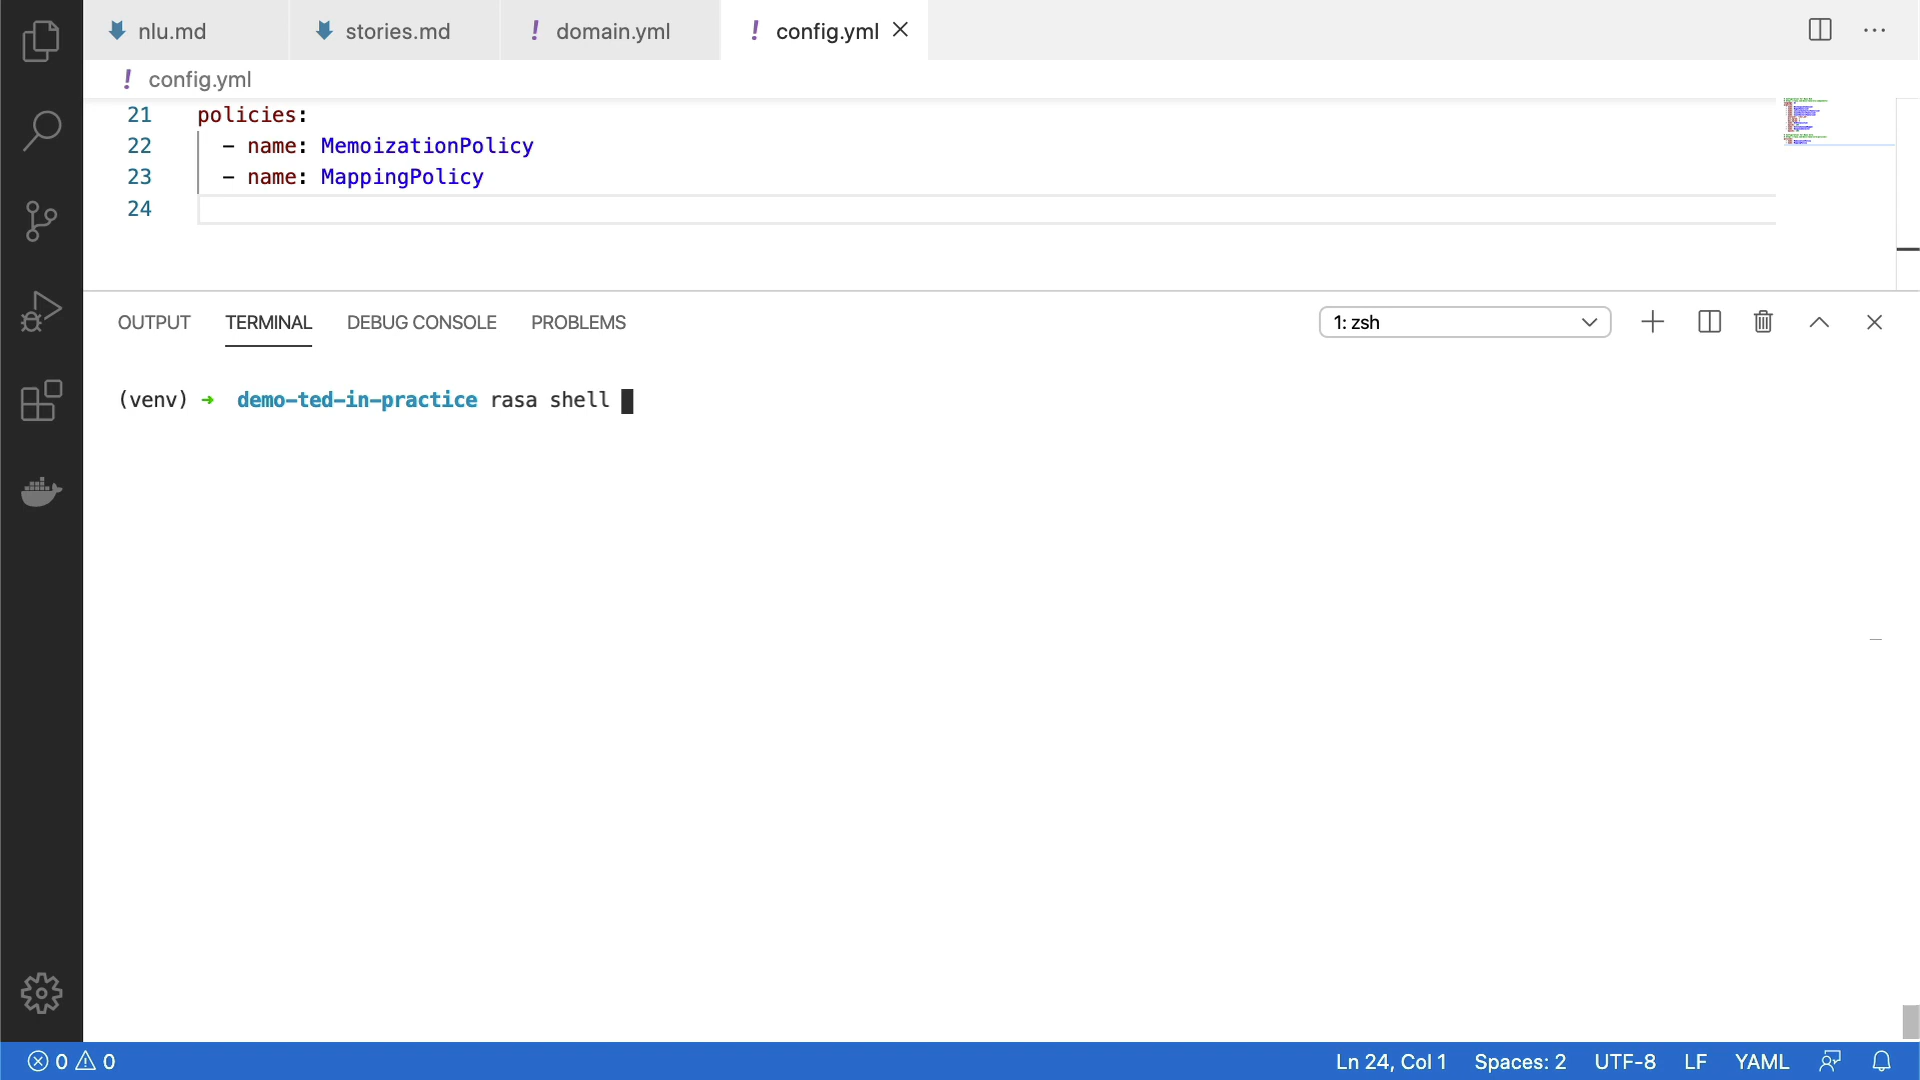 nlu.md stories.md domain.yml config.yml
config.yml
21 policies:
22 - name: MemoizationPolicy
23 - name: MappingPolicy
24
OUTPUT TERMINAL DEBUG CONSOLE PROBLEMS 1: zsh
(venv) ➜ demo-ted-in-practice rasa shell
0 0 Ln 24, Col 1 Spaces: 2 UTF-8 LF YAML